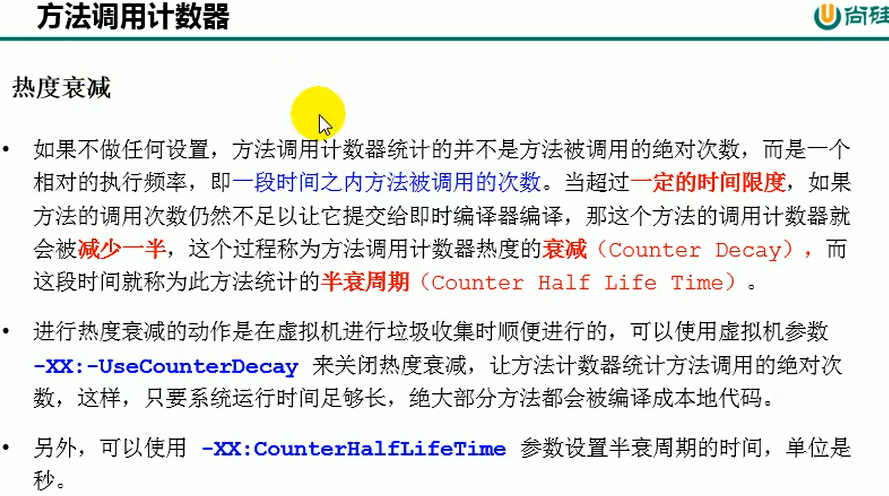 方法调用计数器
尚硅
热度衰减
• 如果不做任何设置，方法调用计数器统计的并不是方法被调用的绝对次数，而是一个
相对的执行频率，即一段时间之内方法被调用的次数。当超过一定的时间限度，如果
方法的调用次数仍然不足以让它提交给即时编译器编译，那这个方法的调用计数器就
会被减少一半，这个过程称为方法调用计数器热度的衰减（Counter Decay），而
这段时间就称为此方法统计的半衰周期（Counter Half Life Time）。
• 进行热度衰减的动作是在虚拟机进行垃圾收集时顺便进行的，可以使用虚拟机参数
-XX:-UseCounterDecay 来关闭热度衰减，让方法计数器统计方法调用的绝对次
数，这样，只要系统运行时间足够长，绝大部分方法都会被编译成本地代码。
• 另外，可以使用 -XX:CounterHalfLifeTime 参数设置半衰周期的时间，单位是
秒。